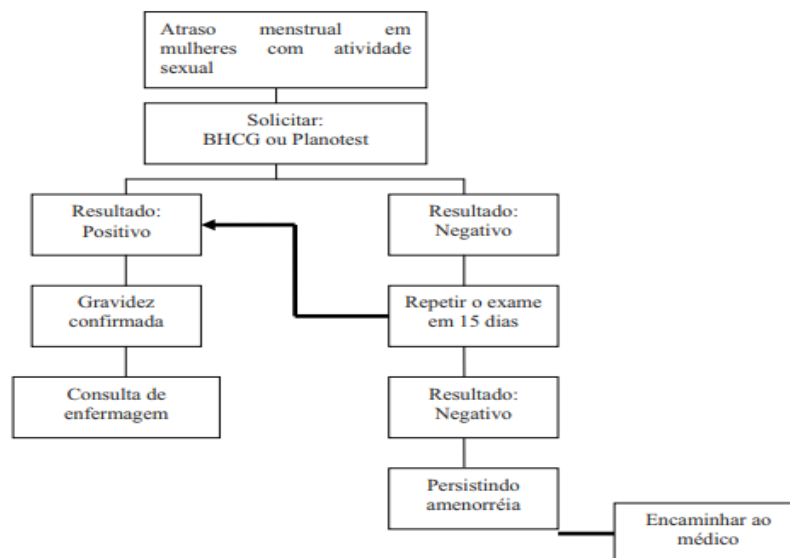 Atraso menstrual em
mulheres com atividade
sexual
Solicitar:
BHCG ou Planotest
Resultado:
Positivo
Resultado:
Negativo
Gravidez
confirmada
Repetir o exame
em 15 dias
Consulta de
enfermagem
Resultado:
Negativo
Persistindo
amenorréia
Encaminhar ao
médico